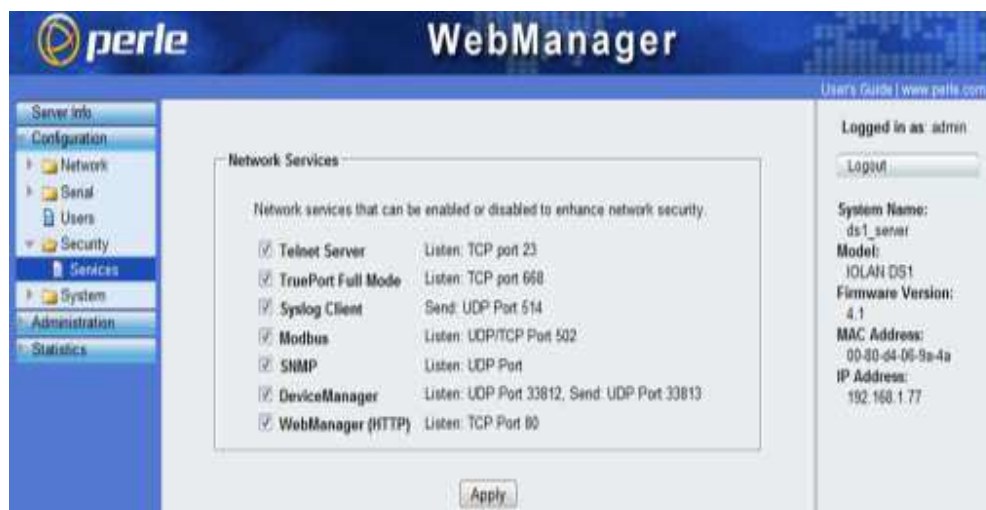 perle
WebManager
User's Guide | www.perle.com
Server Info
Configuration
Network
Serial
Users
Security
Services
System
Administration
Statistics
Network Services
Network services that can be enabled or disabled to enhance network security.
Telnet Server Listen: TCP port 23
TruePort Full Mode Listen: TCP port 668
Syslog Client Send: UDP Port 514
Modbus Listen: UDP/TCP Port 502
SNMP Listen: UDP Port
DeviceManager Listen: UDP Port 33812, Send: UDP Port 33813
WebManager (HTTP) Listen: TCP Port 80
Apply
Logged in as: admin
Logout
System Name:
ds1_server
Model:
IOLAN DS1
Firmware Version:
4.1
MAC Address:
00-80-d4-06-9a-4a
IP Address:
192.168.1.77